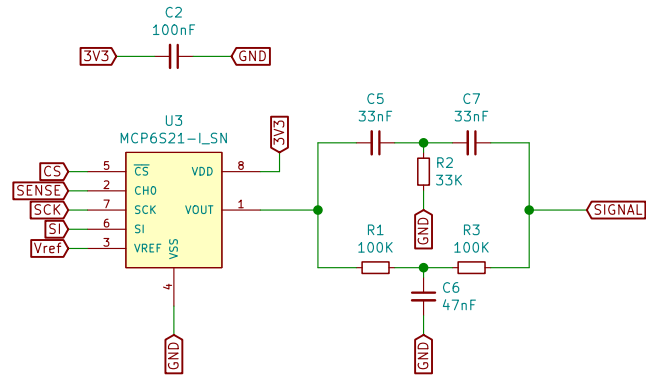 C2
100nF
3V3
GND
U3
MCP6S21-I_SN
3V3
C5
33nF
C7
33nF
CS
5
CS
VDD
8
R2
33K
SENSE
2
CH0
SCK
7
SCK
VOUT
1
SIGNAL
SI
6
SI
GND
R1
100K
R3
100K
Vref
3
VREF
VSS
4
C6
47nF
GND
GND